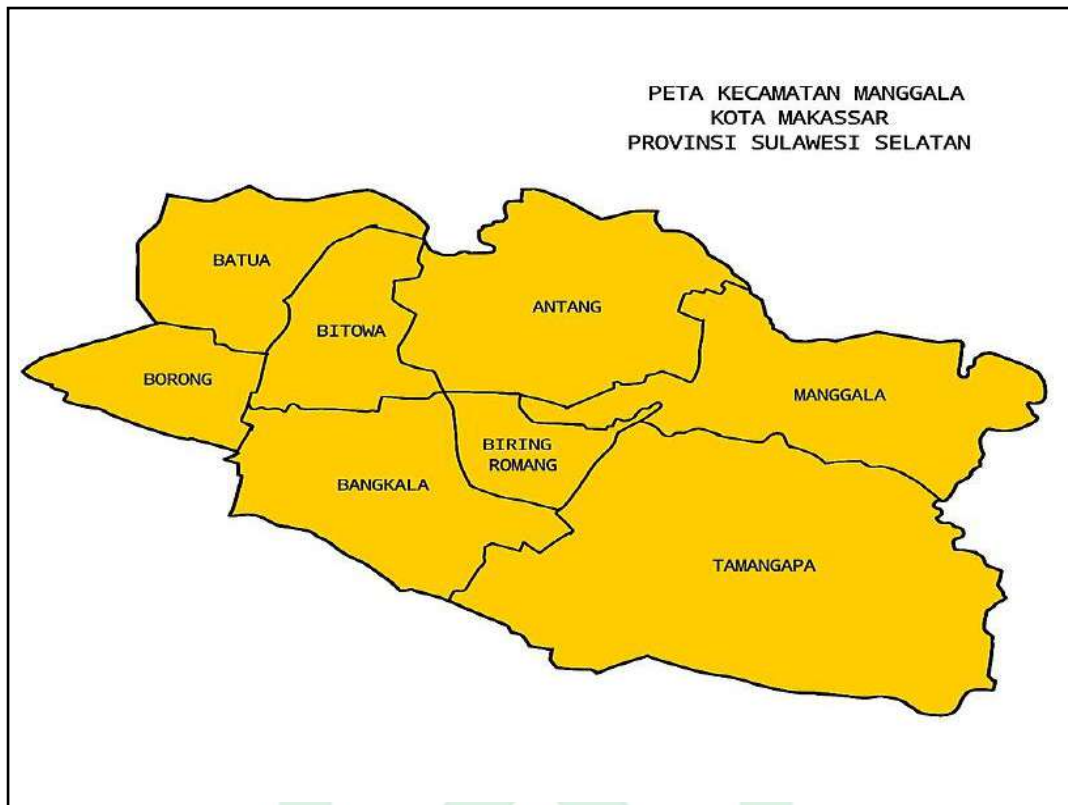 PETA KECAMATAN MANGGALA
KOTA MAKASSAR
PROVINSI SULAWESI SELATAN
BATUA
ANTANG
BITOWA
BORONG
MANGGALA
BIRING
ROMANG
BANGKALA
TAMANGAPA